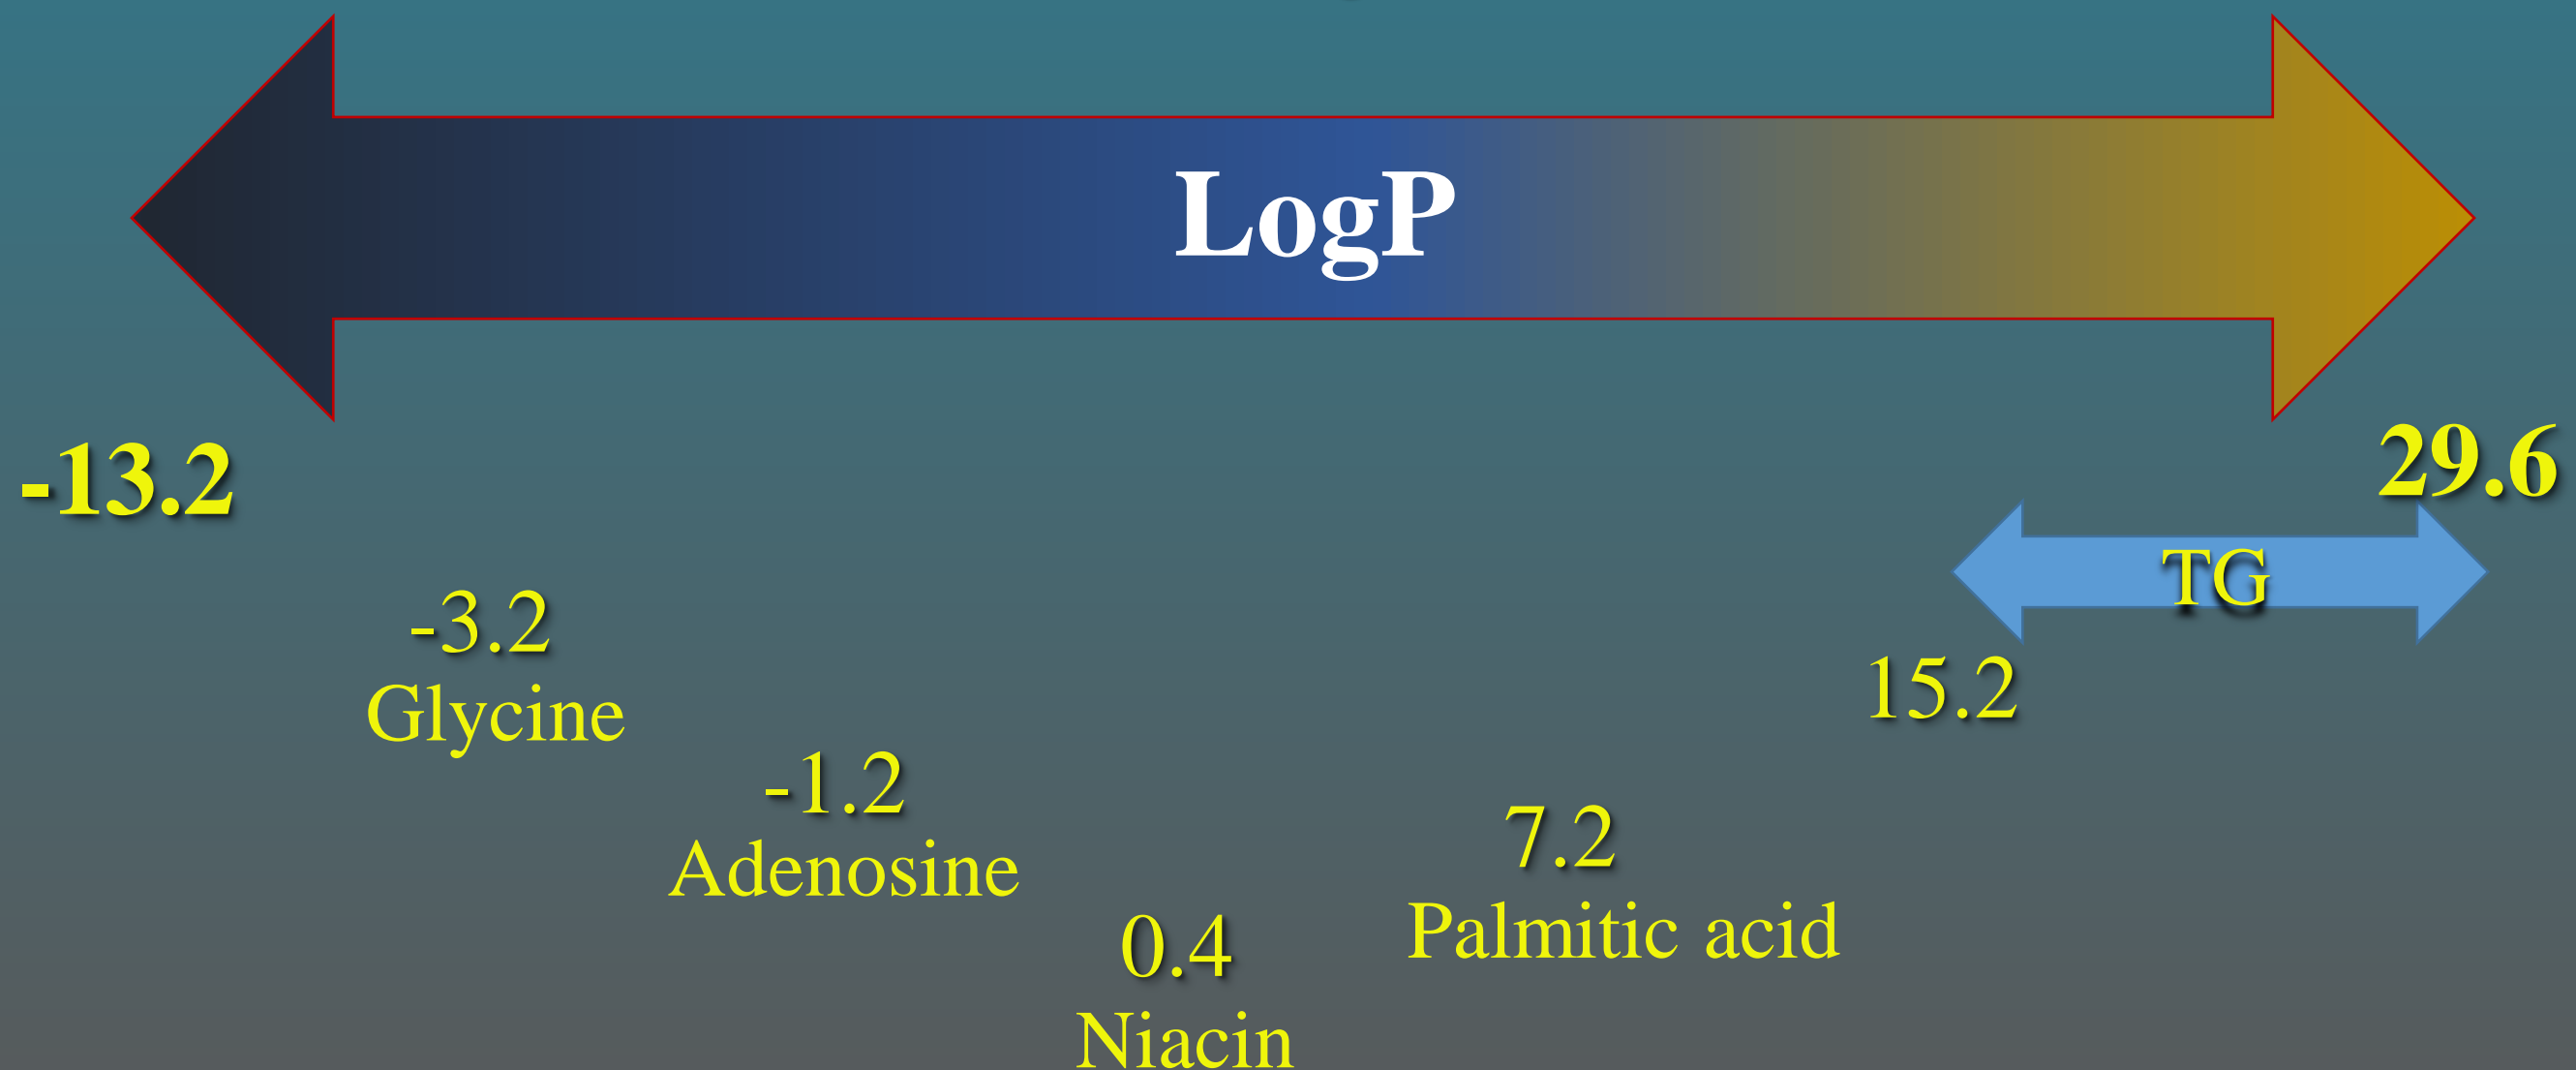 LogP
-13.2
29.6
TG
-3.2
Glycine
15.2
-1.2
Adenosine
7.2
Palmitic acid
0.4
Niacin